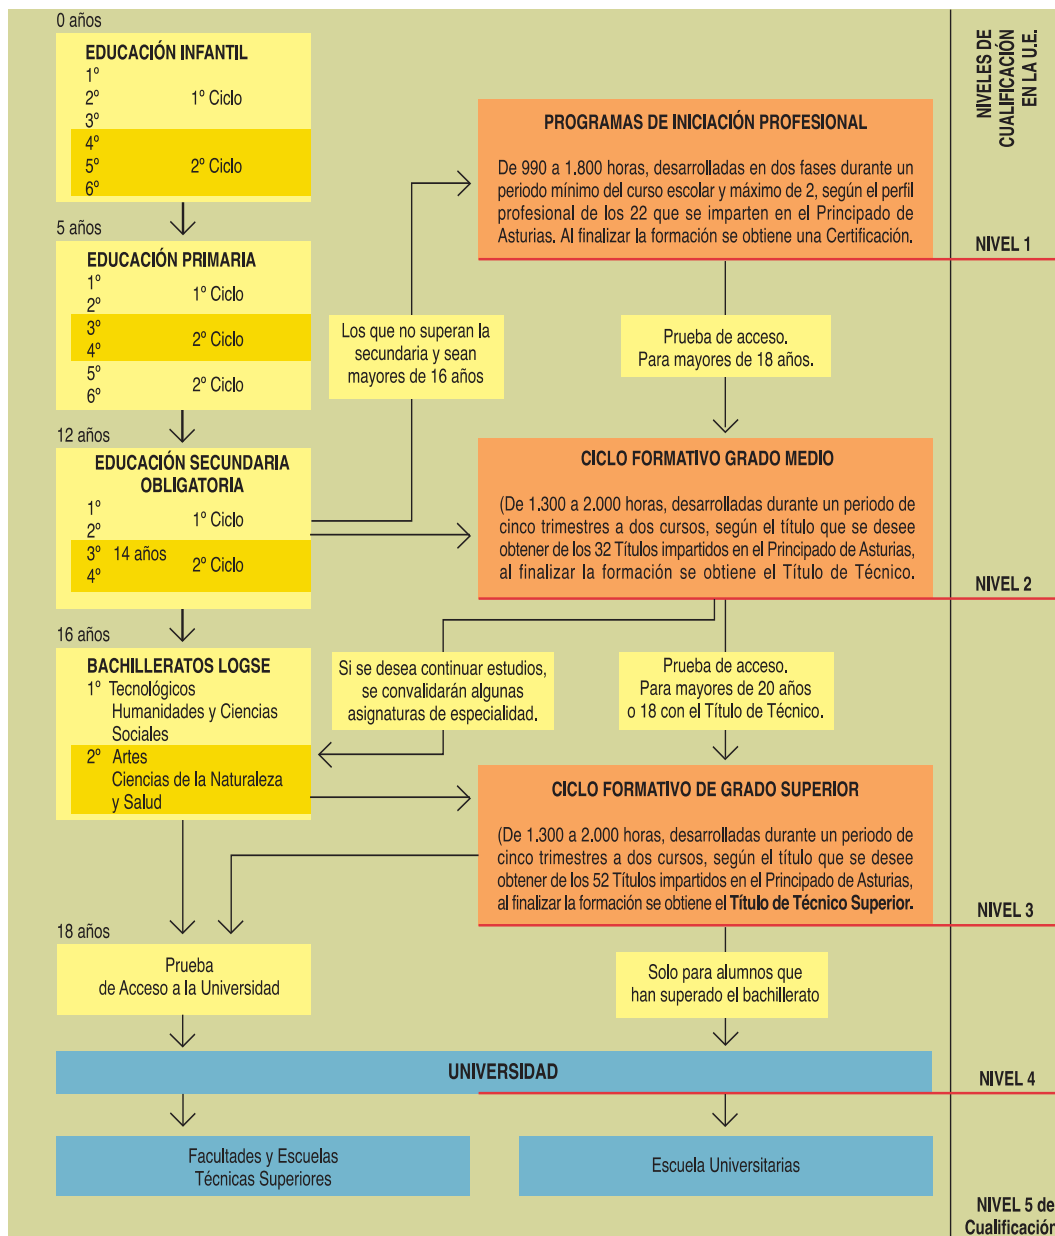 0 años
EDUCACIÓN INFANTIL
1º
2º 1º Ciclo
3º
4º
5º 2º Ciclo
6º
5 años
EDUCACIÓN PRIMARIA
1º
1º Ciclo
2º
3º
2º Ciclo
4º
5º
2º Ciclo
6º
12 años
EDUCACIÓN SECUNDARIA
OBLIGATORIA
1º
1º Ciclo
2º
3º 14 años
2º Ciclo
4º
16 años
BACHILLERATOS LOGSE
1º Tecnológicos
Humanidades y Ciencias
Sociales
2º Artes
Ciencias de la Naturaleza
y Salud
18 años
Prueba
de Acceso a la Universidad
Los que no superan la
secundaria y sean
mayores de 16 años
Si se desea continuar estudios,
se convalidarán algunas
asignaturas de especialidad.
PROGRAMAS DE INICIACIÓN PROFESIONAL
De 990 a 1.800 horas, desarrolladas en dos fases durante un
periodo mínimo del curso escolar y máximo de 2, según el perfil
profesional de los 22 que se imparten en el Principado de
Asturias. Al finalizar la formación se obtiene una Certificación.
Prueba de acceso.
Para mayores de 18 años.
CICLO FORMATIVO GRADO MEDIO
(De 1.300 a 2.000 horas, desarrolladas durante un periodo de
cinco trimestres a dos cursos, según el título que se desee
obtener de los 32 Títulos impartidos en el Principado de Asturias,
al finalizar la formación se obtiene el Título de Técnico.
Prueba de acceso.
Para mayores de 20 años
o 18 con el Título de Técnico.
CICLO FORMATIVO DE GRADO SUPERIOR
(De 1.300 a 2.000 horas, desarrolladas durante un periodo de
cinco trimestres a dos cursos, según el título que se desee
obtener de los 52 Títulos impartidos en el Principado de Asturias,
al finalizar la formación se obtiene el Título de Técnico Superior.
Solo para alumnos que
han superado el bachillerato
UNIVERSIDAD
Facultades y Escuelas
Técnicas Superiores
Escuela Universitarias
NIVELES DE
CUALIFICACIÓN
EN LA U.E.
NIVEL 1
NIVEL 2
NIVEL 3
NIVEL 4
NIVEL 5 de
Cualificación